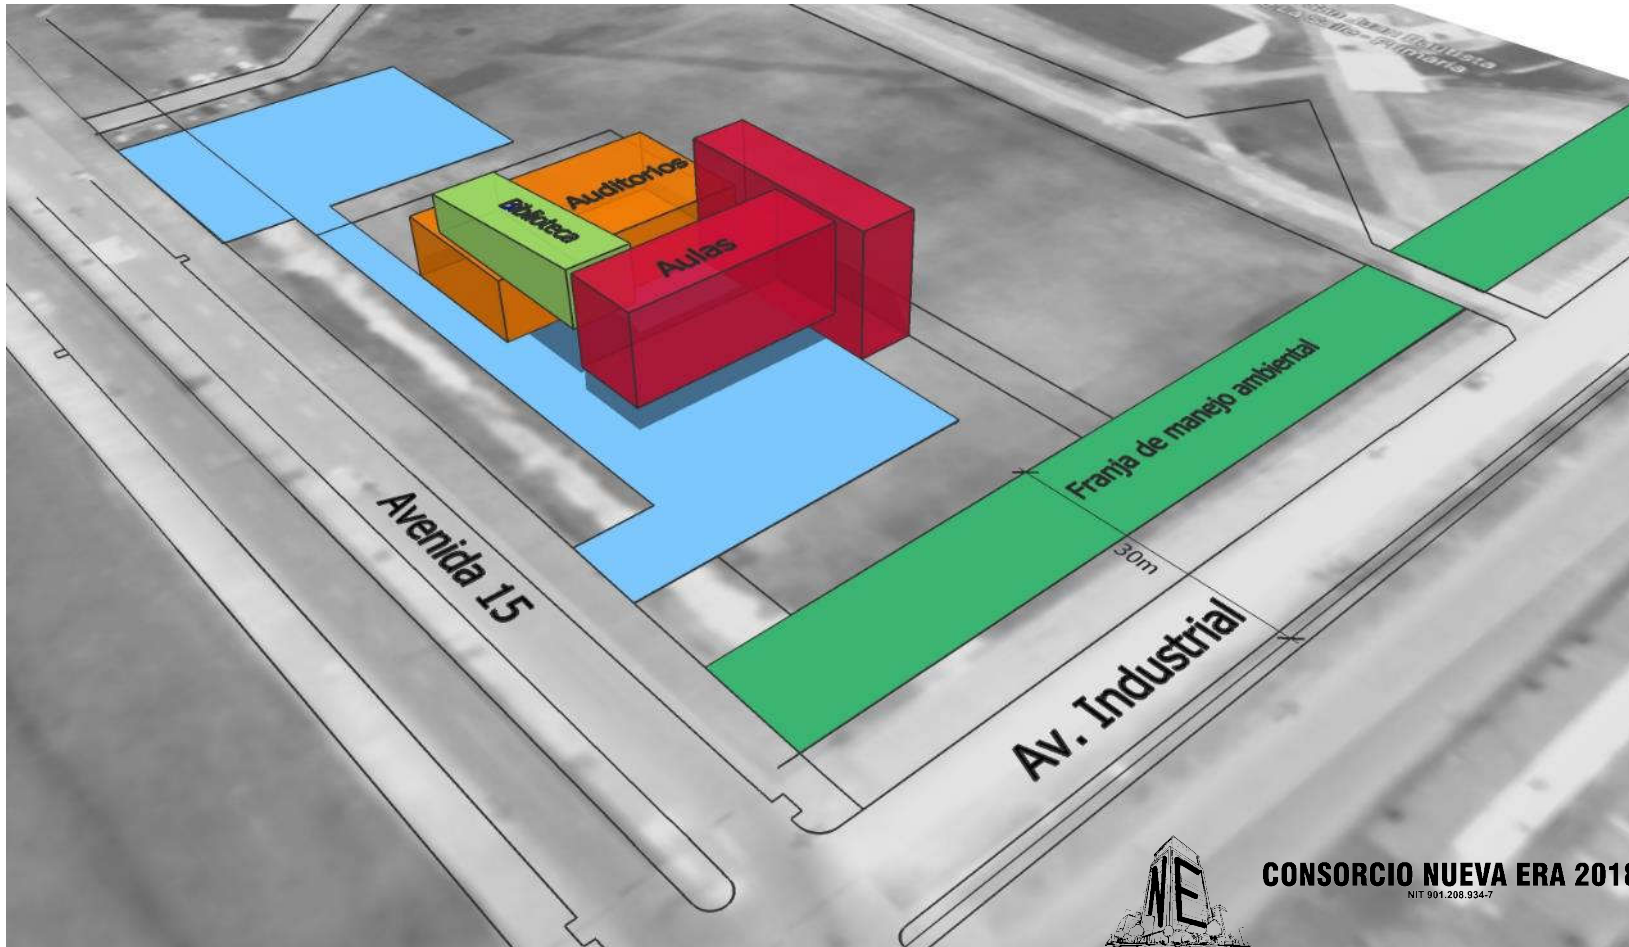 Auditorios
Biblioteca
Aulas
Franja de manejo ambiental
30m
Avenida 15
Av. Industrial
NE
CONSORCIO NUEVA ERA 2018
NIT 901.208.934-7